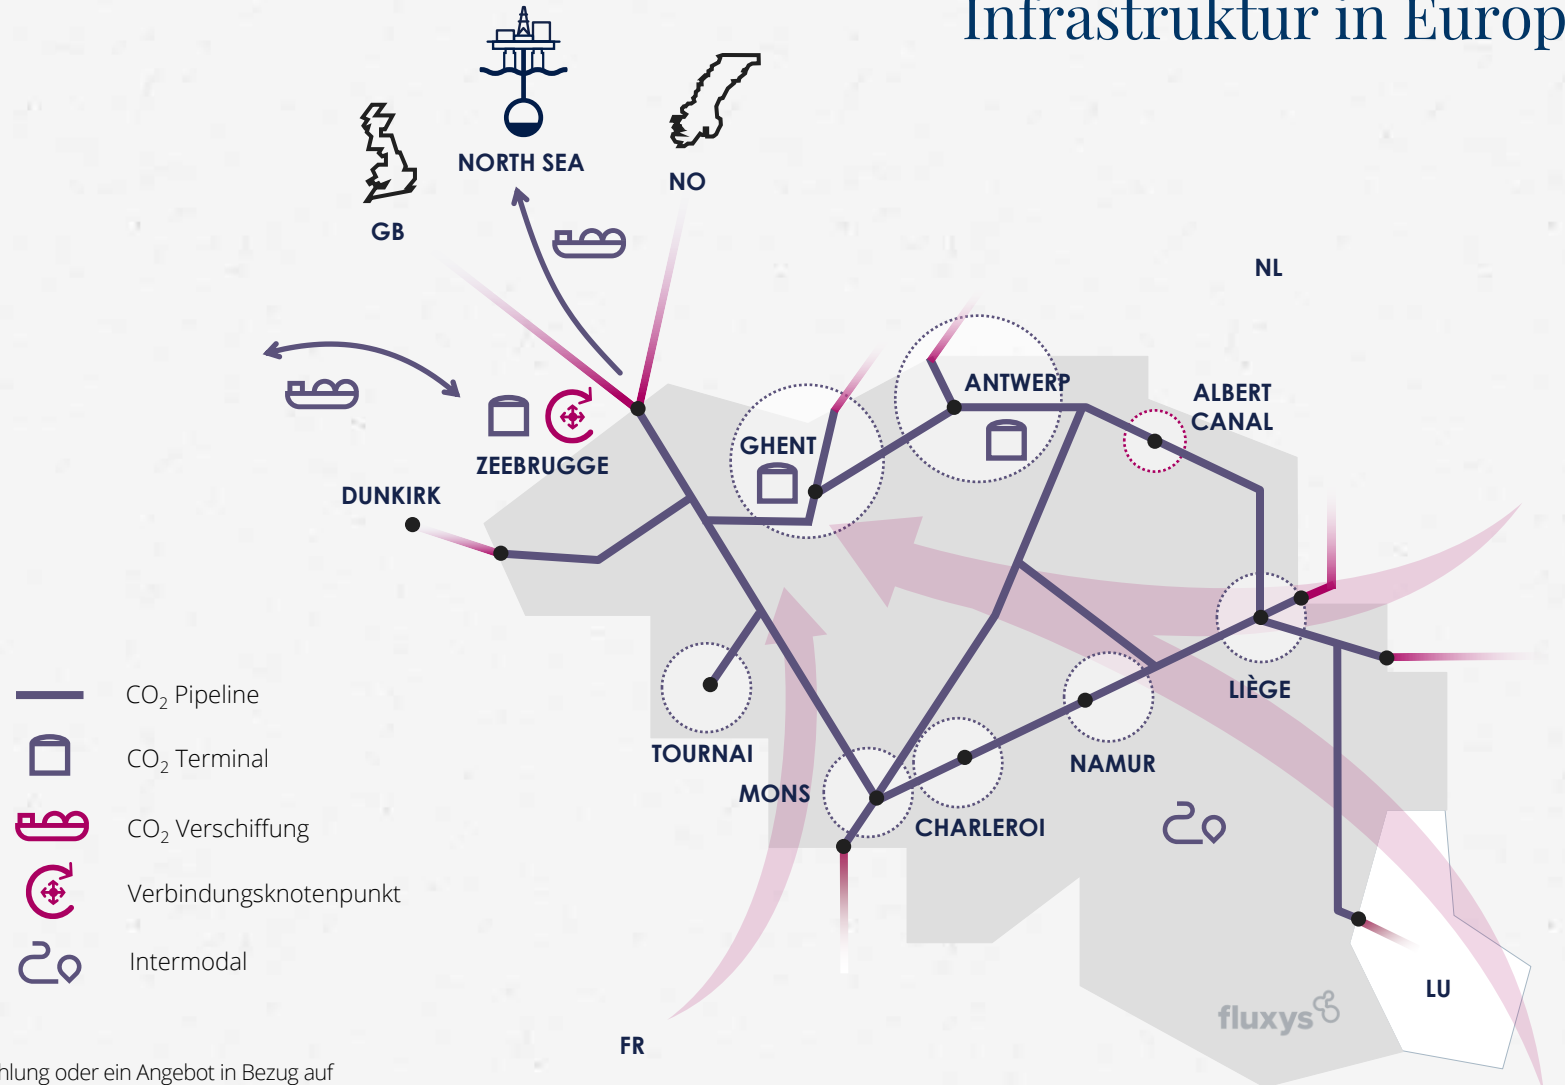 Infrastruktur in Europ
NORTH SEA
NO
GB
NL
ANTWERP
ALBERT
CANAL
GHENT
ZEEBRUGGE
DUNKIRK
LIÈGE
TOURNAI
NAMUR
MONS
CHARLEROI
CO₂ Pipeline
CO₂ Terminal
CO₂ Verschiffung
Verbindungsknotenpunkt
Intermodal
LU
fluxys
FR
hlung oder ein Angebot in Bezug auf